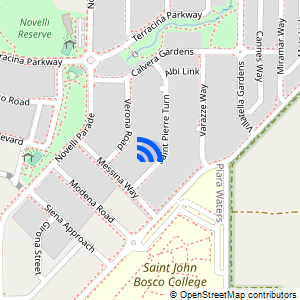 Novelli
Reserve
Terracina Parkway
Terracina Parkway
Calvera Gardens
Albi Link
Cannes Way
Miramar Way
Villatella Gardens
Varazze Way
Saint Pierre Turn
Verona Road
Road
Novelli Parade
Messina Way
Modena Road
Siena Approach
Girona Street
Piara Waters
Saint John
Bosco College
© OpenStreetMap contributors